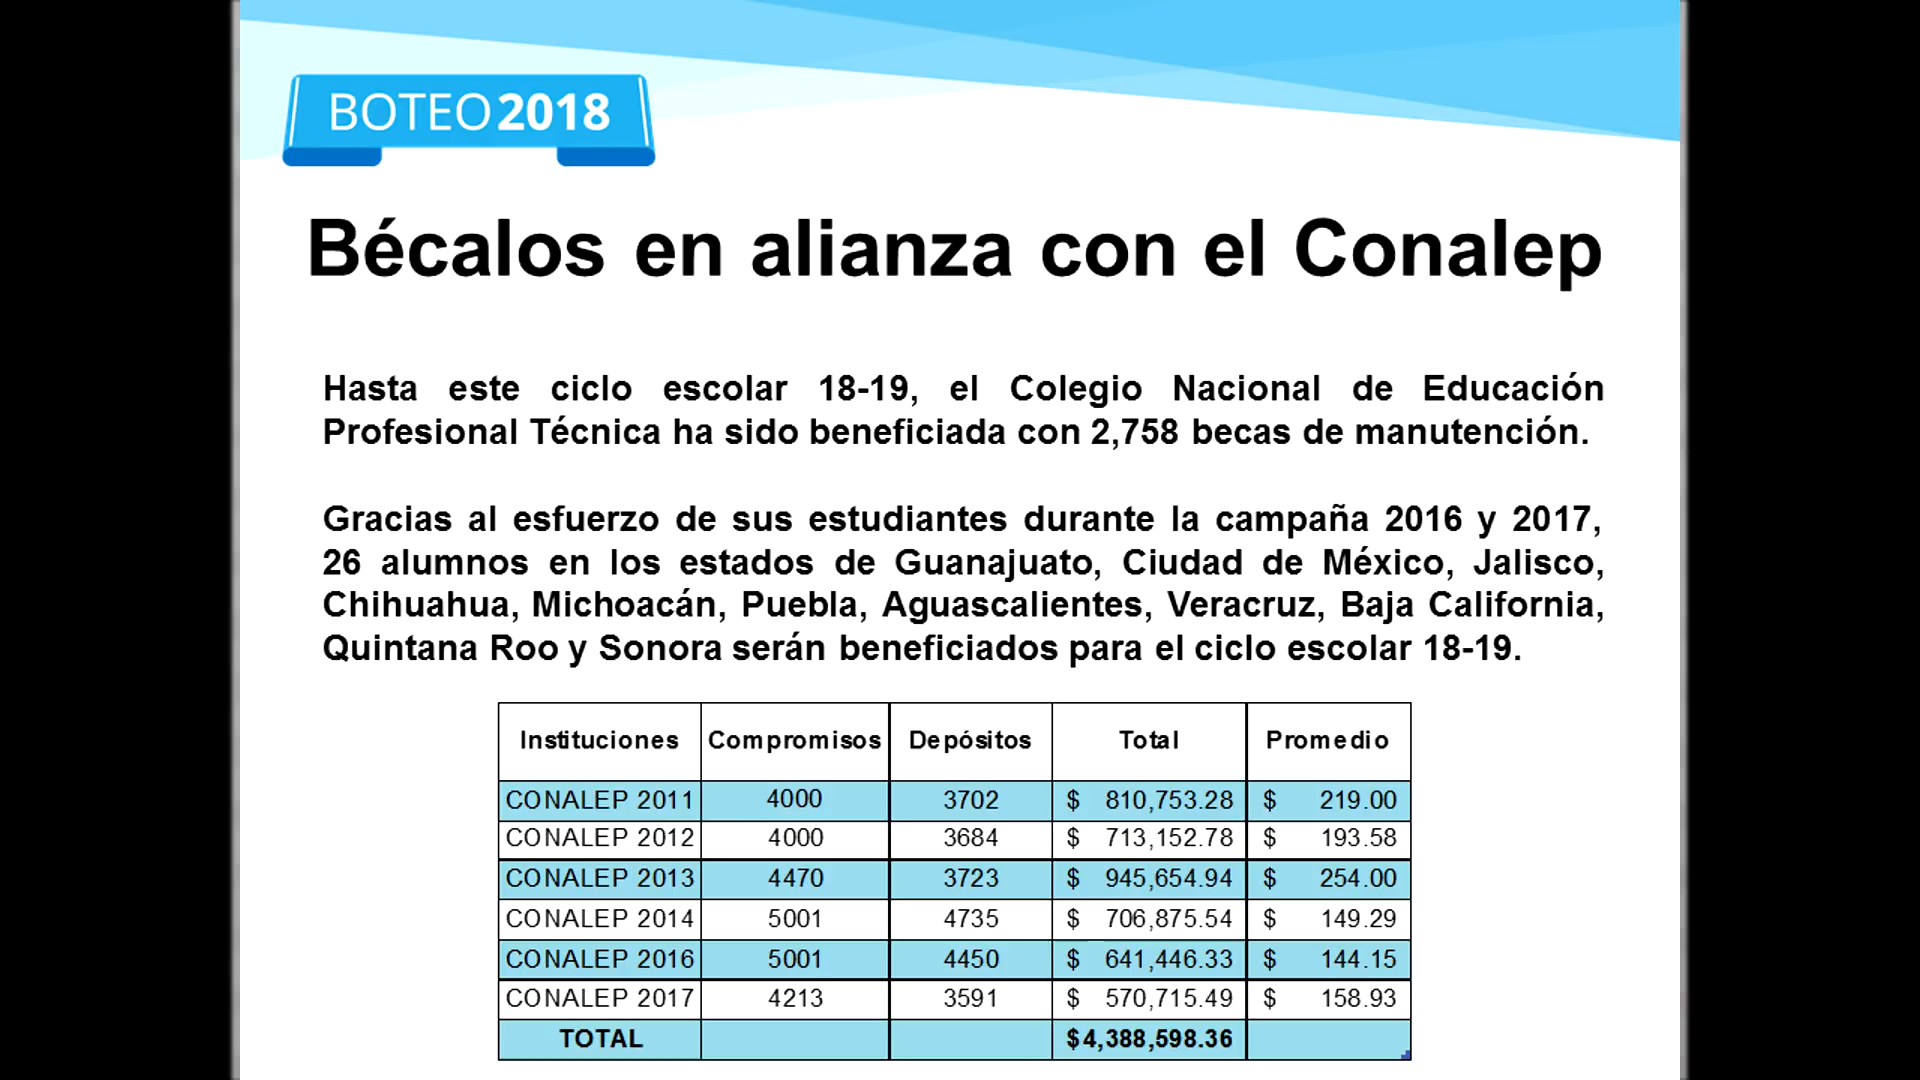 BOTEO 2018
Bécalos en alianza con el Conalep
Hasta este ciclo escolar 18-19, el Colegio Nacional de Educación
Profesional Técnica ha sido beneficiada con 2,758 becas de manutención.
Gracias al esfuerzo de sus estudiantes durante la campaña 2016 y 2017,
26 alumnos en los estados de Guanajuato, Ciudad de México, Jalisco,
Chihuahua, Michoacán, Puebla, Aguascalientes, Veracruz, Baja California,
Quintana Roo y Sonora serán beneficiados para el ciclo escolar 18-19.
Instituciones Compromisos Depósitos Total Promedio
CONALEP 2011 4000 3702 $ 810,753.28 $ 219.00
CONALEP 2012 4000 3684 $ 713,152.78 $ 193.58
CONALEP 2013 4470 3723 $ 945,654.94 $ 254.00
CONALEP 2014 5001 4735 $ 706,875.54 $ 149.29
CONALEP 2016 5001 4450 $ 641,446.33 $ 144.15
CONALEP 2017 4213 3591 $ 570,715.49 $ 158.93
TOTAL $4,388,598.36